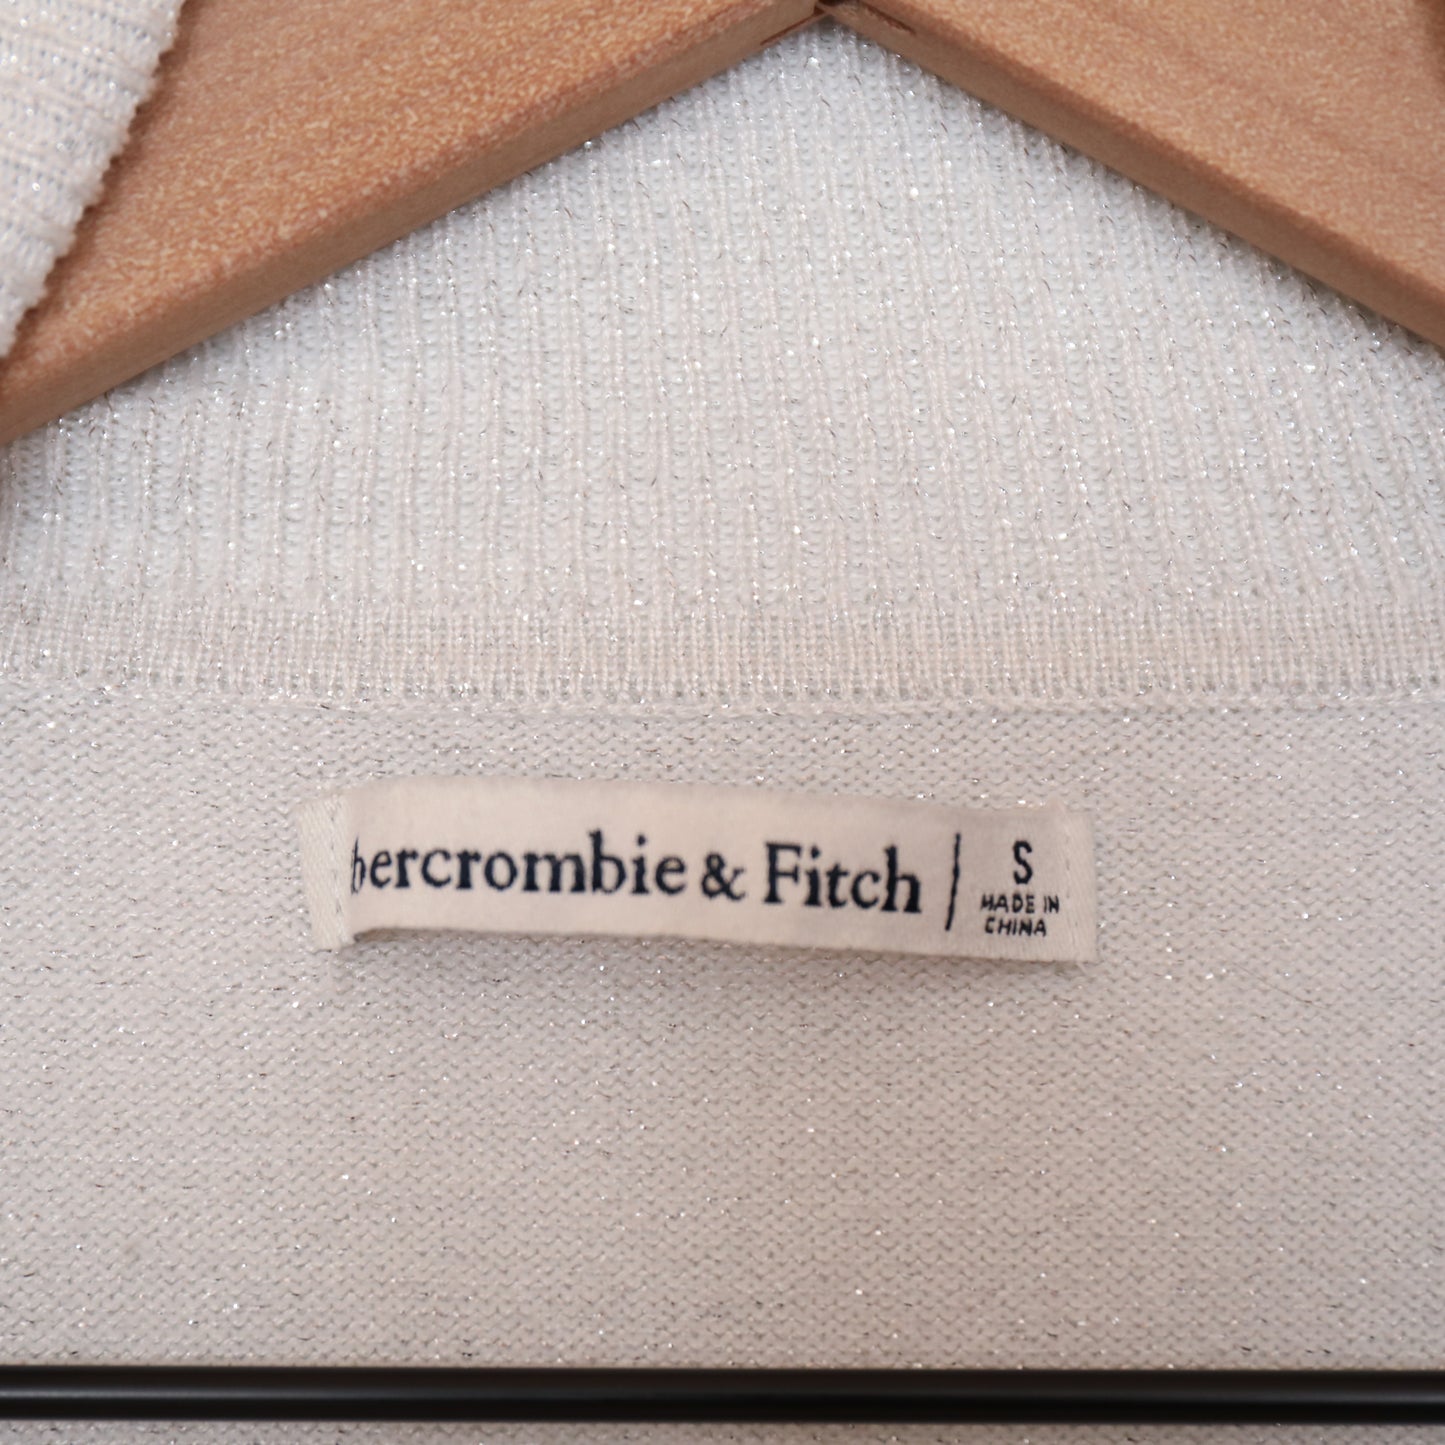 bercrombie & Fitch | S
MADE IN
CHINA